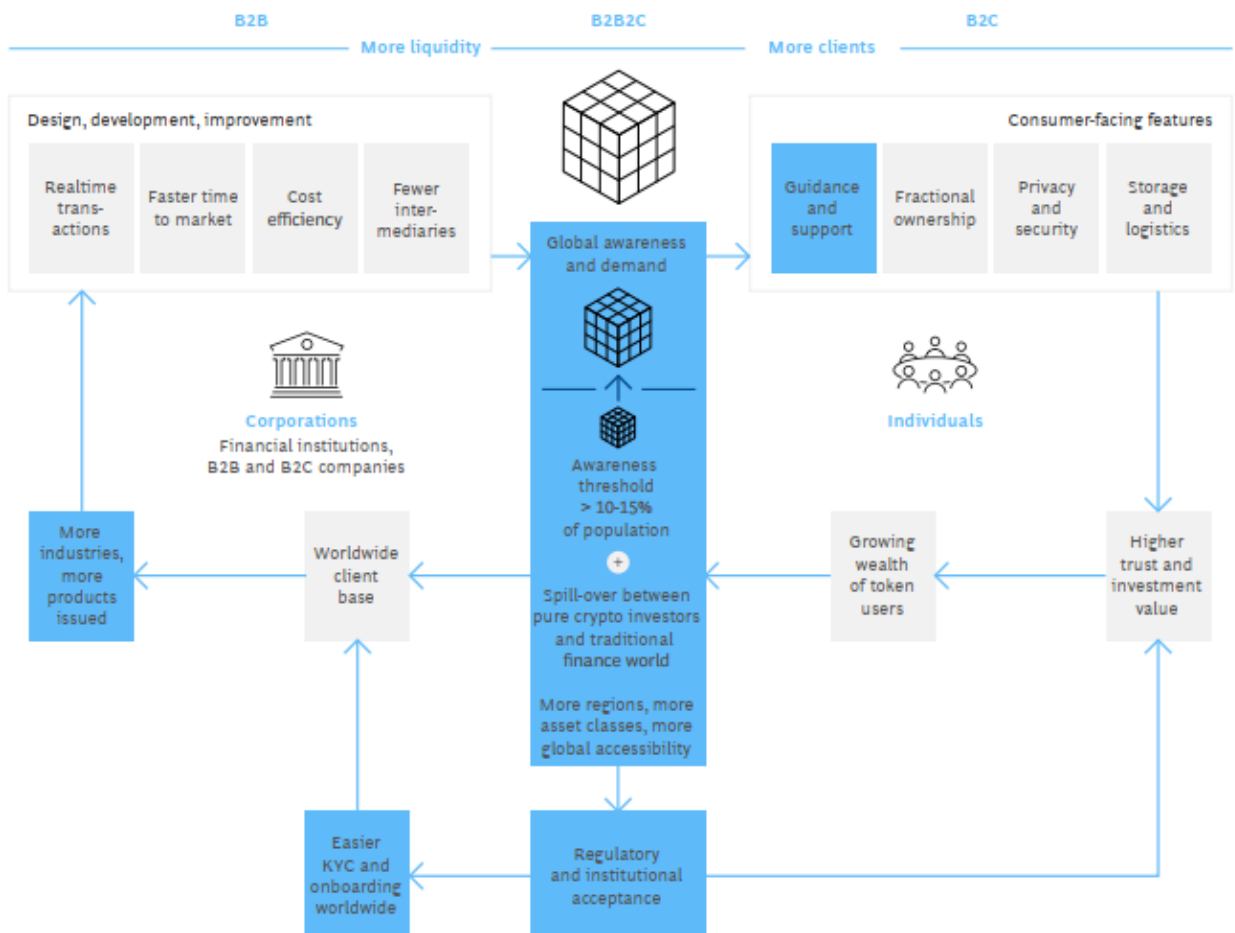 B2B
B2B2C
B2C
More liquidity
More clients
Design, development, improvement
Realtime
trans-
actions
Faster time
to market
Cost
efficiency
Fewer
inter-
mediaries
Global awareness
and demand
Consumer-facing features
Guidance
and
support
Fractional
ownership
Privacy
and
security
Storage
and
logistics
Corporations
Financial institutions,
B2B and B2C companies
Individuals
Awareness
threshold
> 10-15%
of population
+
Spill-over between
pure crypto investors
and traditional
finance world
More regions, more
asset classes, more
global accessibility
More
industries,
more
products
issued
Worldwide
client
base
Growing
wealth
of token
users
Higher
trust and
investment
value
Easier
KYC and
onboarding
worldwide
Regulatory
and institutional
acceptance